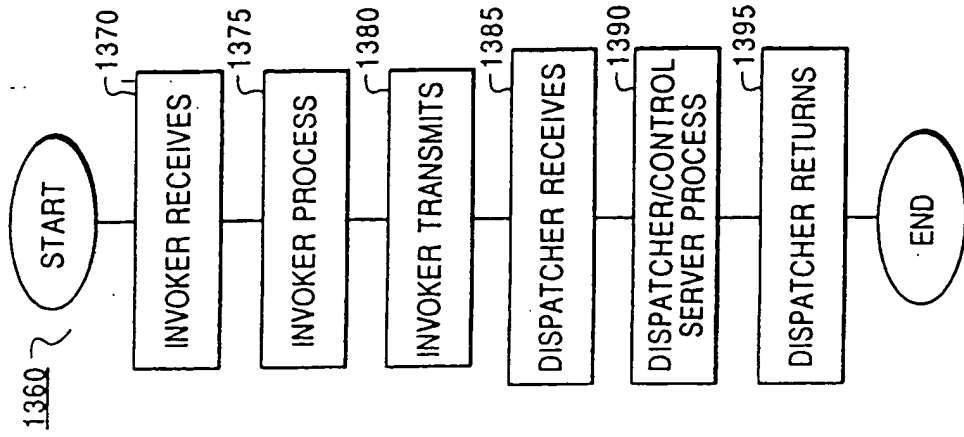 1360
START
1370
INVOKER RECEIVES
1375
INVOKER PROCESS
1380
INVOKER TRANSMITS
1385
DISPATCHER RECEIVES
1390
DISPATCHER/CONTROL
SERVER PROCESS
1395
DISPATCHER RETURNS
END